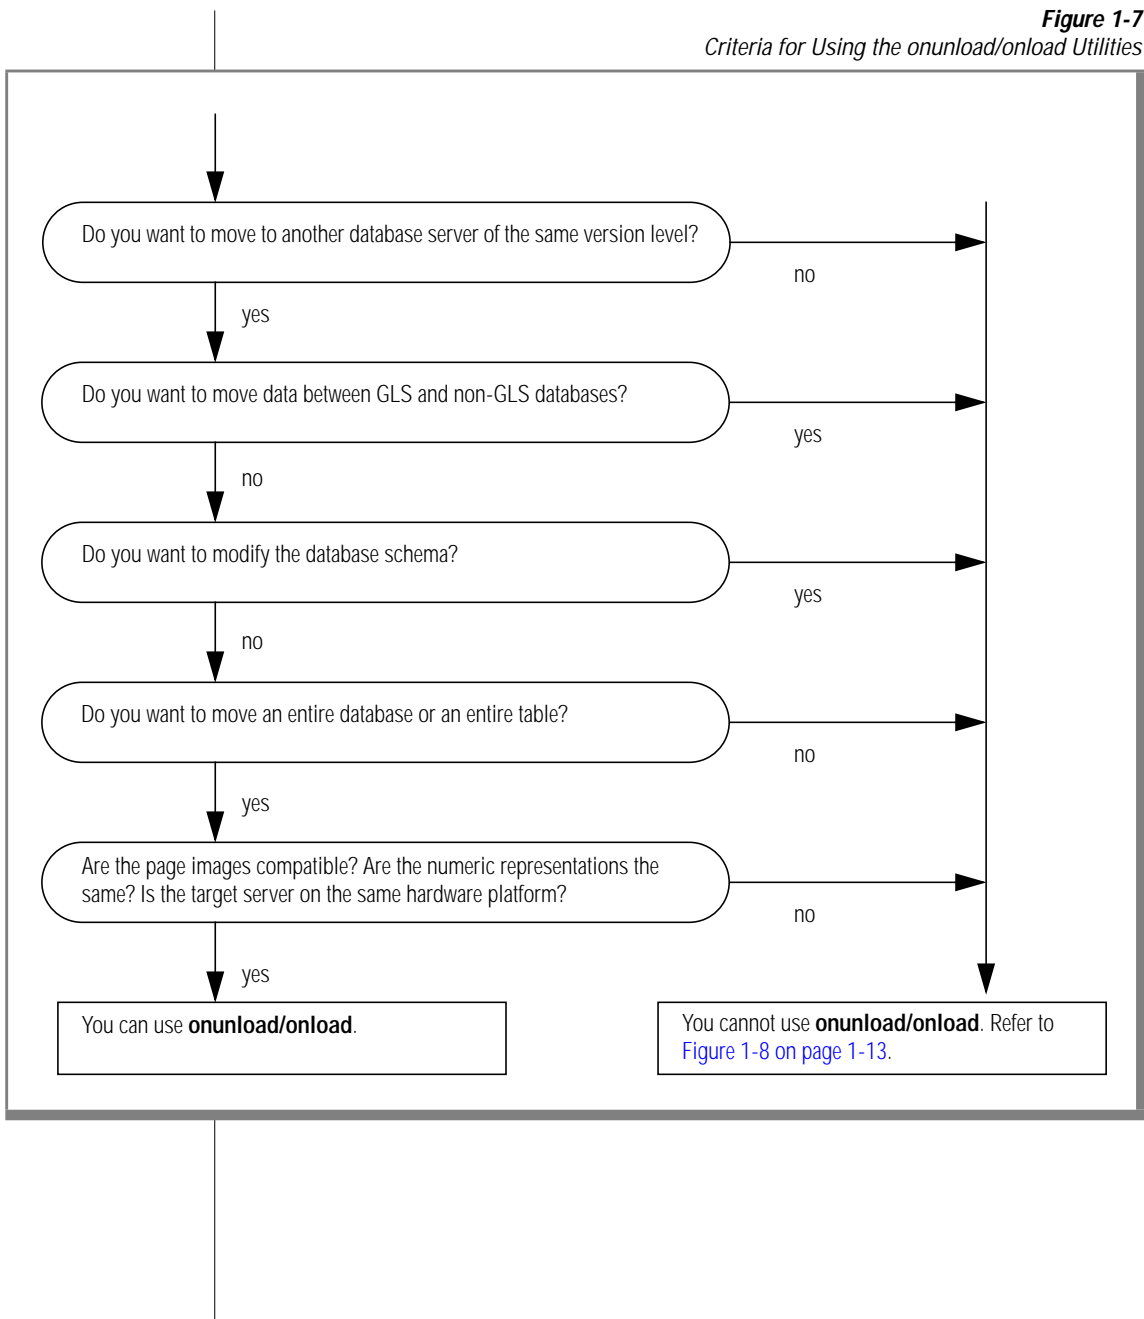 Figure 1-7
Criteria for Using the onunload/onload Utilities
Do you want to move to another database server of the same version level?
no
yes
Do you want to move data between GLS and non-GLS databases?
yes
no
Do you want to modify the database schema?
yes
no
Do you want to move an entire database or an entire table?
no
yes
Are the page images compatible? Are the numeric representations the
same? Is the target server on the same hardware platform?
no
yes
You can use onunload/onload.
You cannot use onunload/onload. Refer to
Figure 1-8 on page 1-13.